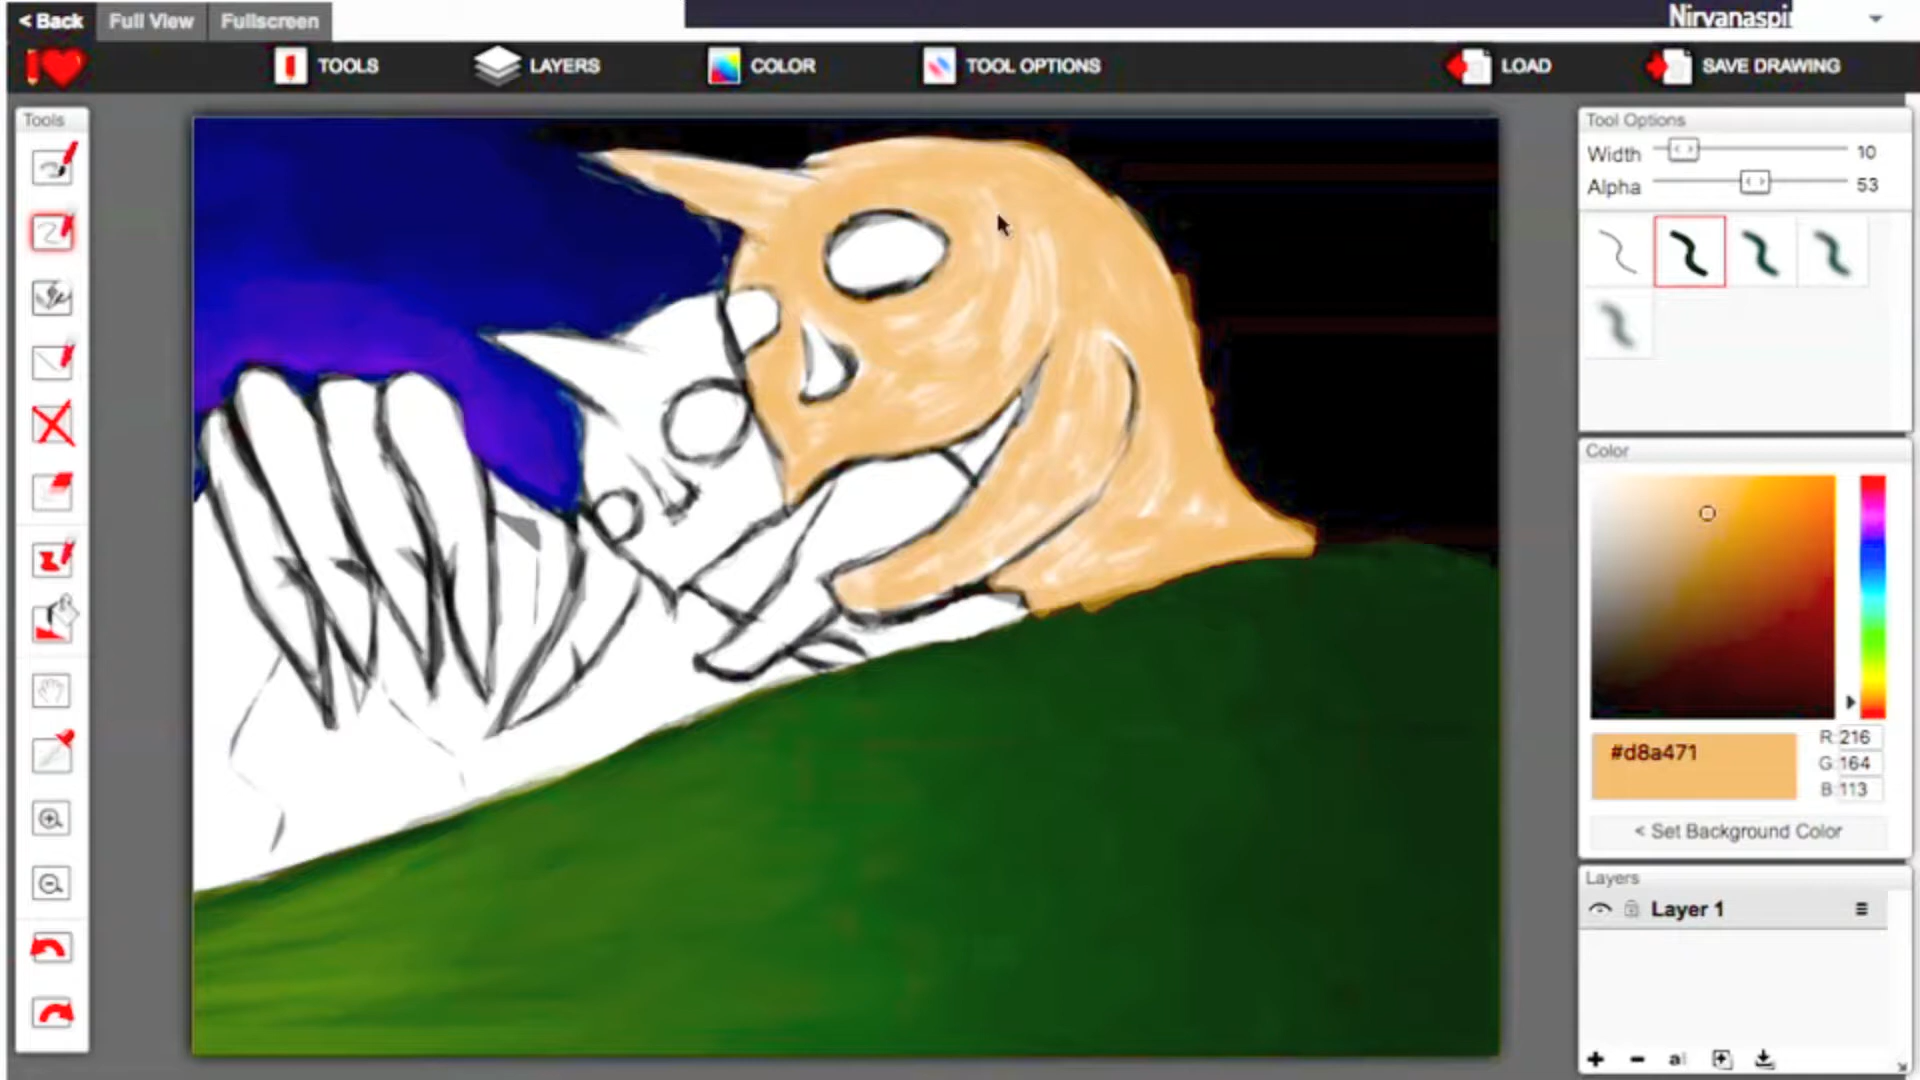 < Back
Full View
Fullscreen
Nirvanaspi
TOOLS
LAYERS
COLOR
TOOL OPTIONS
LOAD
SAVE DRAWING
Tools
Tool Options
Width
10
Alpha
53
Color
#d8a471
R: 216
G: 164
B: 113
< Set Background Color
Layers
Layer 1
a